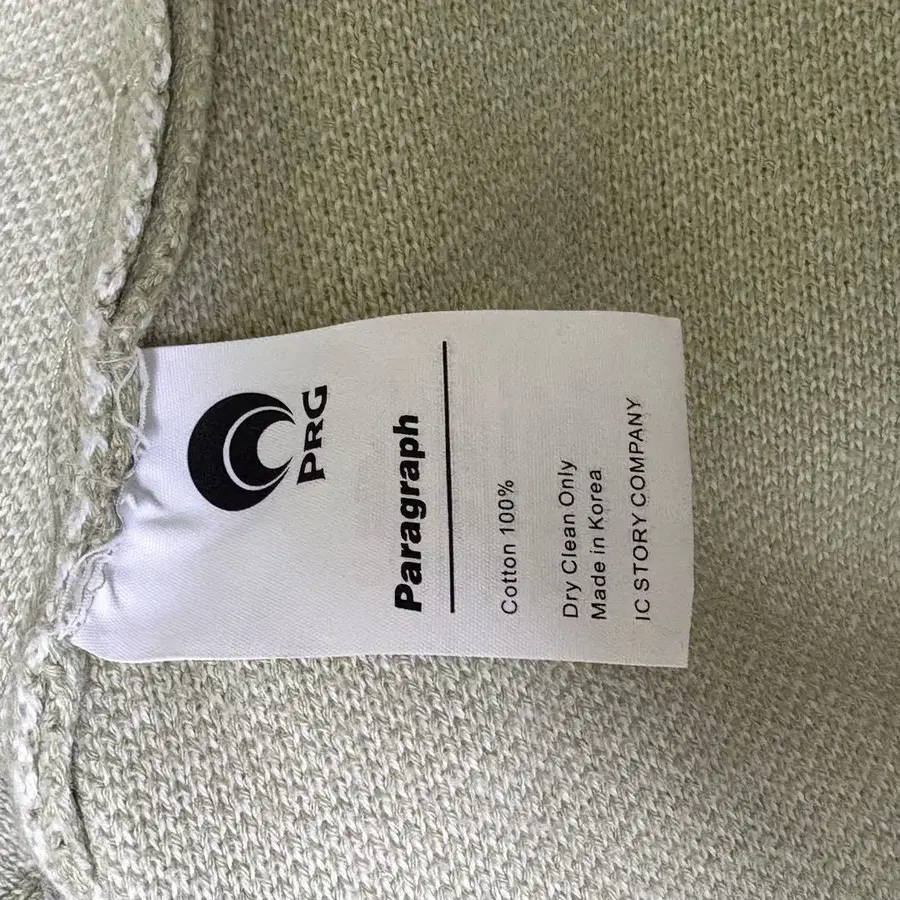 PRG
Paragraph
Cotton 100%
Dry Clean Only
Made in Korea
IC STORY COMPANY